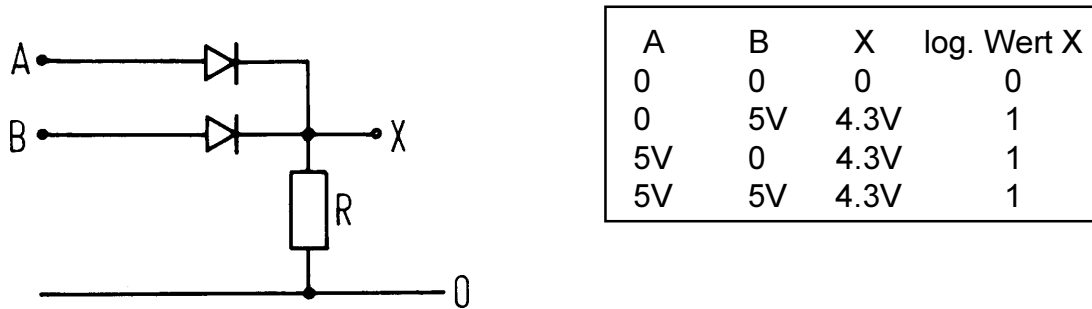 A
B
X
R
0
A B X log. Wert X
0 0 0 0
0 5V 4.3V 1
5V 0 4.3V 1
5V 5V 4.3V 1